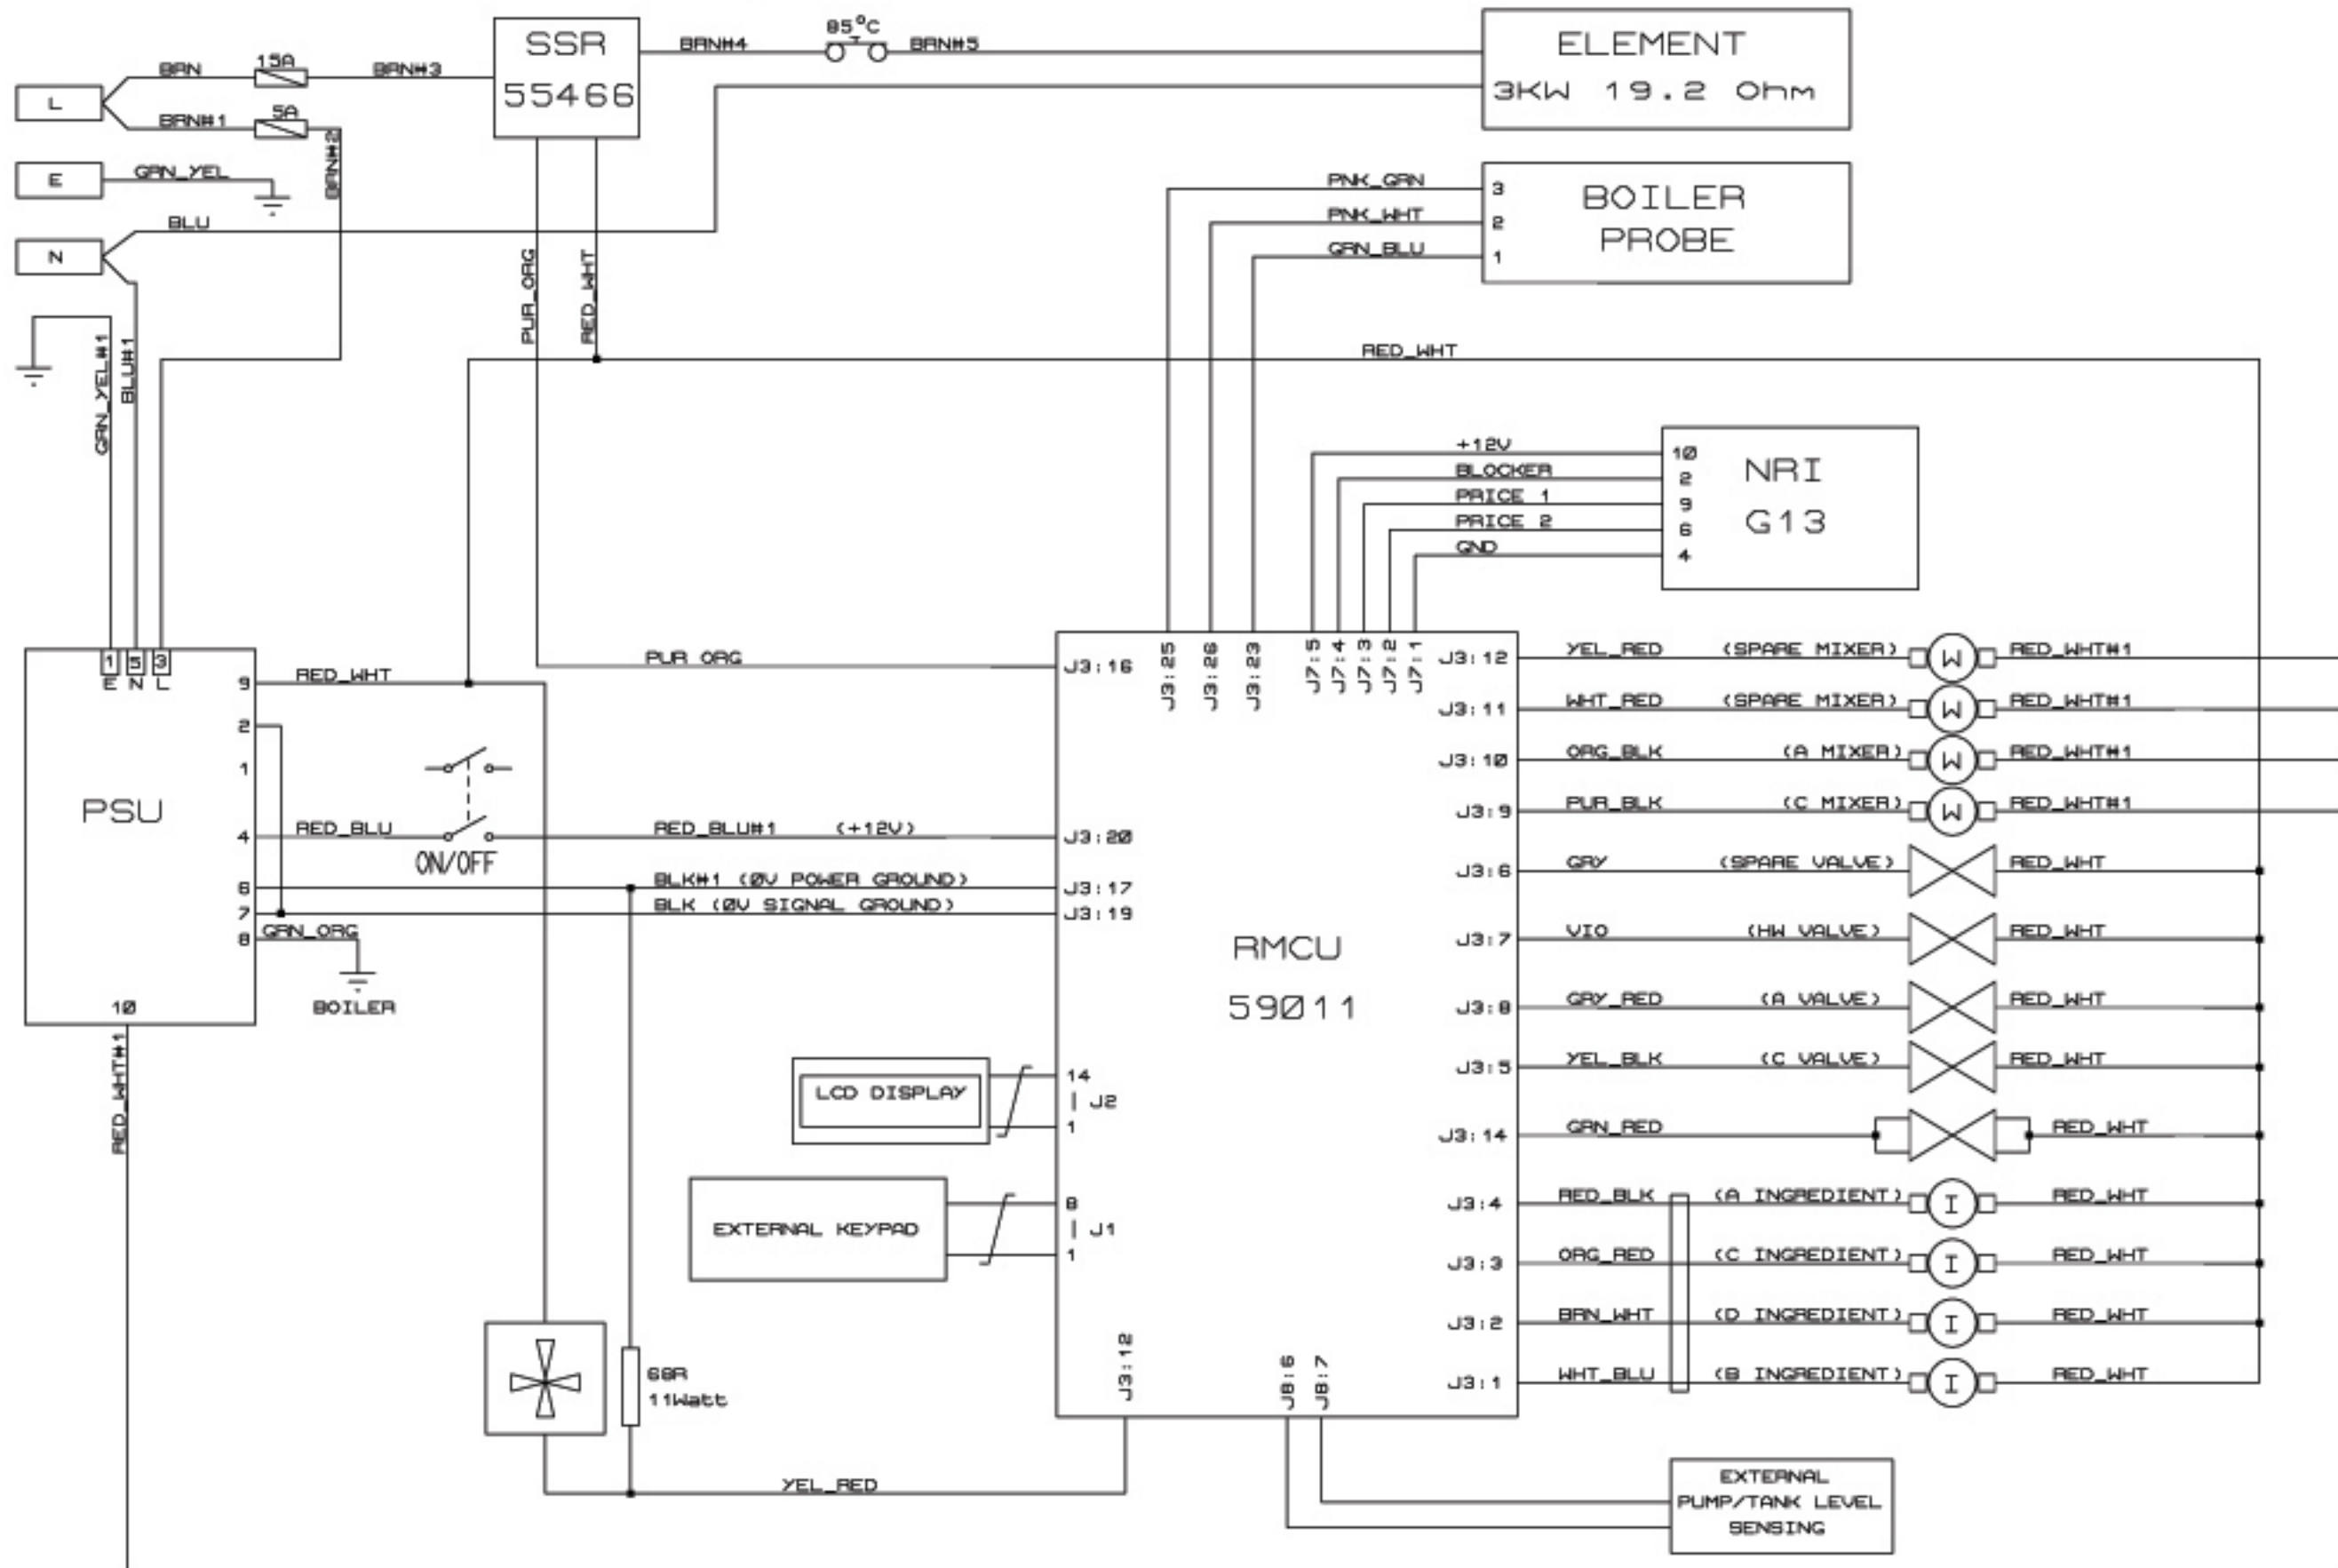 SSR
55466
85°C
BRN#4
BRN#5
ELEMENT
3KW 19.2 Ohm
L
BRN
15A
BRN#3
BRN#1
5A
BRN#2
E
GRN_YEL
N
BLU
PNK_GRN
3
PNK_WHT
2
GRN_BLU
1
BOILER
PROBE
PUR_ORG
RED_WHT
RED_WHT
GRN_YEL#1
BLU#1
+12V
10
BLOCKER
2
PRICE 1
9
PRICE 2
6
GND
4
NRI
G13
PSU
1
5
3
E
N
L
9
RED_WHT
2
1
4
RED_BLU
ON/OFF
RED_BLU#1
(+12V)
6
BLK#1 (0V POWER GROUND)
7
BLK (0V SIGNAL GROUND)
8
GRN_ORG
BOILER
10
RED_WHT#1
PUR ORG
J3:16
J3:20
J3:17
J3:19
J3:25
J3:26
J3:23
J7:5
J7:4
J7:3
J7:2
J7:1
RMCU
59011
LCD DISPLAY
14
| J2
1
EXTERNAL KEYPAD
8
| J1
1
68R
11Watt
YEL_RED
J3:12
J8:6
J8:7
EXTERNAL
PUMP/TANK LEVEL
SENSING
J3:12 YEL_RED (SPARE MIXER) W RED_WHT#1
J3:11 WHT_RED (SPARE MIXER) W RED_WHT#1
J3:10 ORG_BLK (A MIXER) W RED_WHT#1
J3:9 PUR_BLK (C MIXER) W RED_WHT#1
J3:6 GRY (SPARE VALVE) RED_WHT
J3:7 VIO (HW VALVE) RED_WHT
J3:8 GRY_RED (A VALVE) RED_WHT
J3:5 YEL_BLK (C VALVE) RED_WHT
J3:14 GRN_RED RED_WHT
J3:4 RED_BLK (A INGREDIENT) I RED_WHT
J3:3 ORG_RED (C INGREDIENT) I RED_WHT
J3:2 BRN_WHT (D INGREDIENT) I RED_WHT
J3:1 WHT_BLU (B INGREDIENT) I RED_WHT